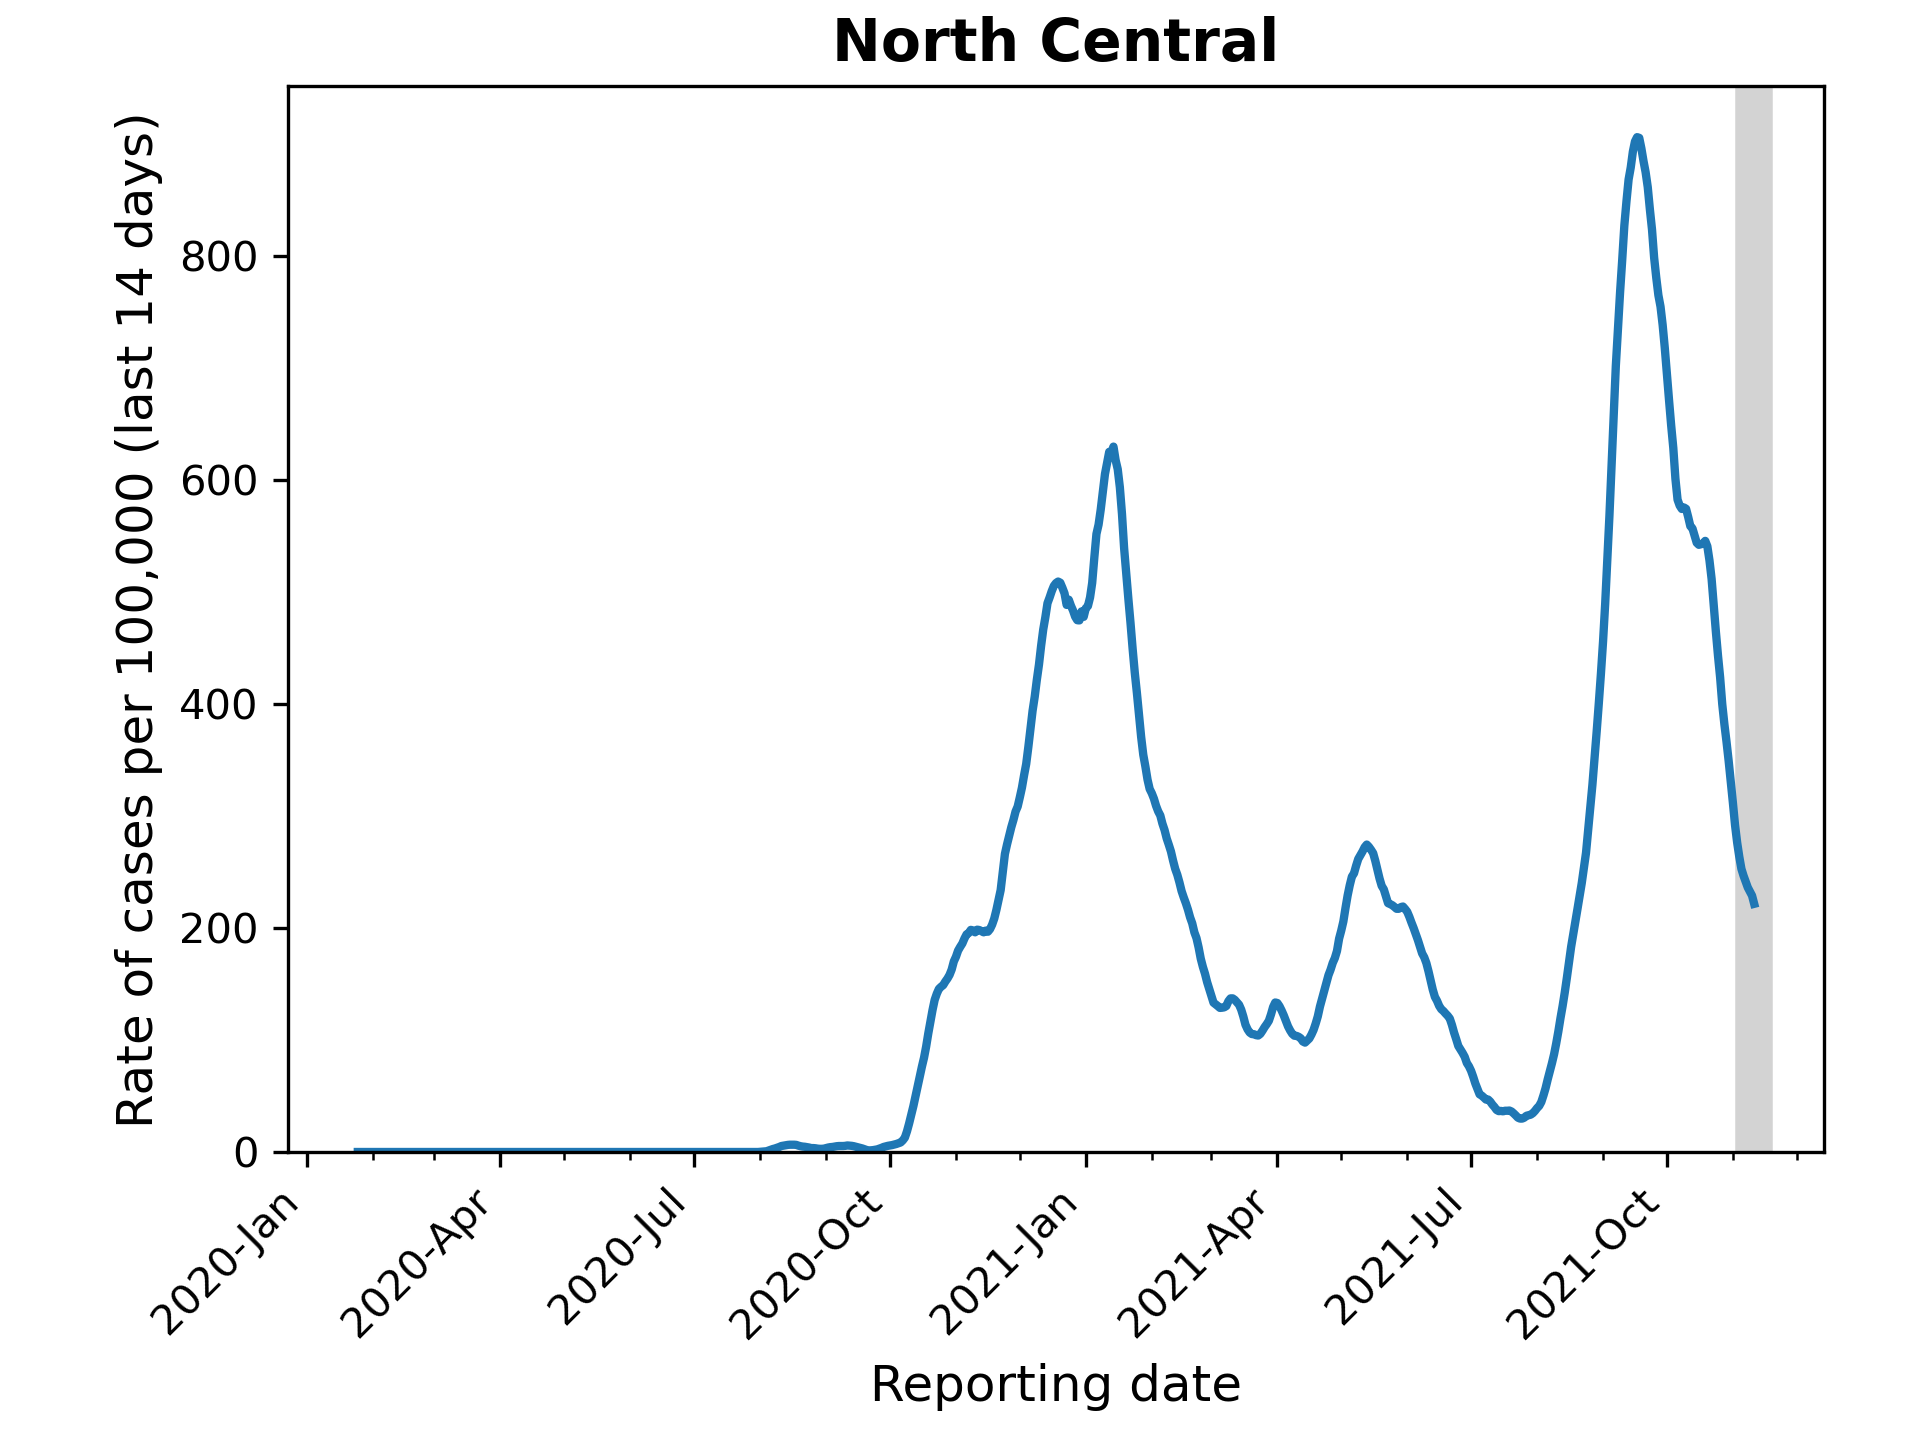 North Central
Rate of cases per 100,000 (last 14 days)
800
600
400
200
0
2020-Jan
2020-Apr
2020-Jul
2020-Oct
2021-Jan
2021-Apr
2021-Jul
2021-Oct
Reporting date